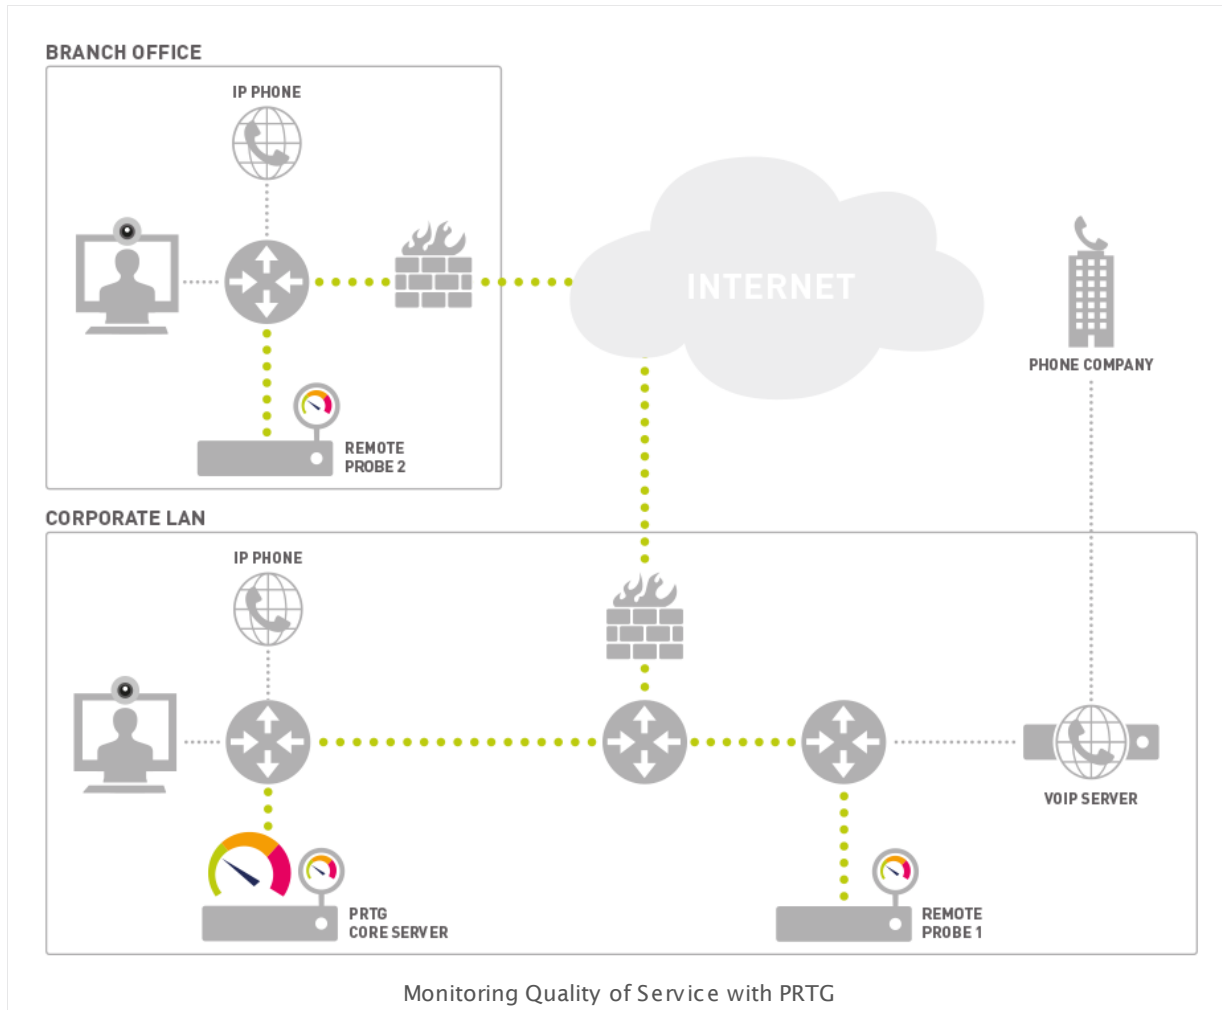 BRANCH OFFICE
IP PHONE
INTERNET
PHONE COMPANY
REMOTE
PROBE 2
CORPORATE LAN
IP PHONE
VOIP SERVER
PRTG
CORE SERVER
REMOTE
PROBE 1
Monitoring Quality of Service with PRTG